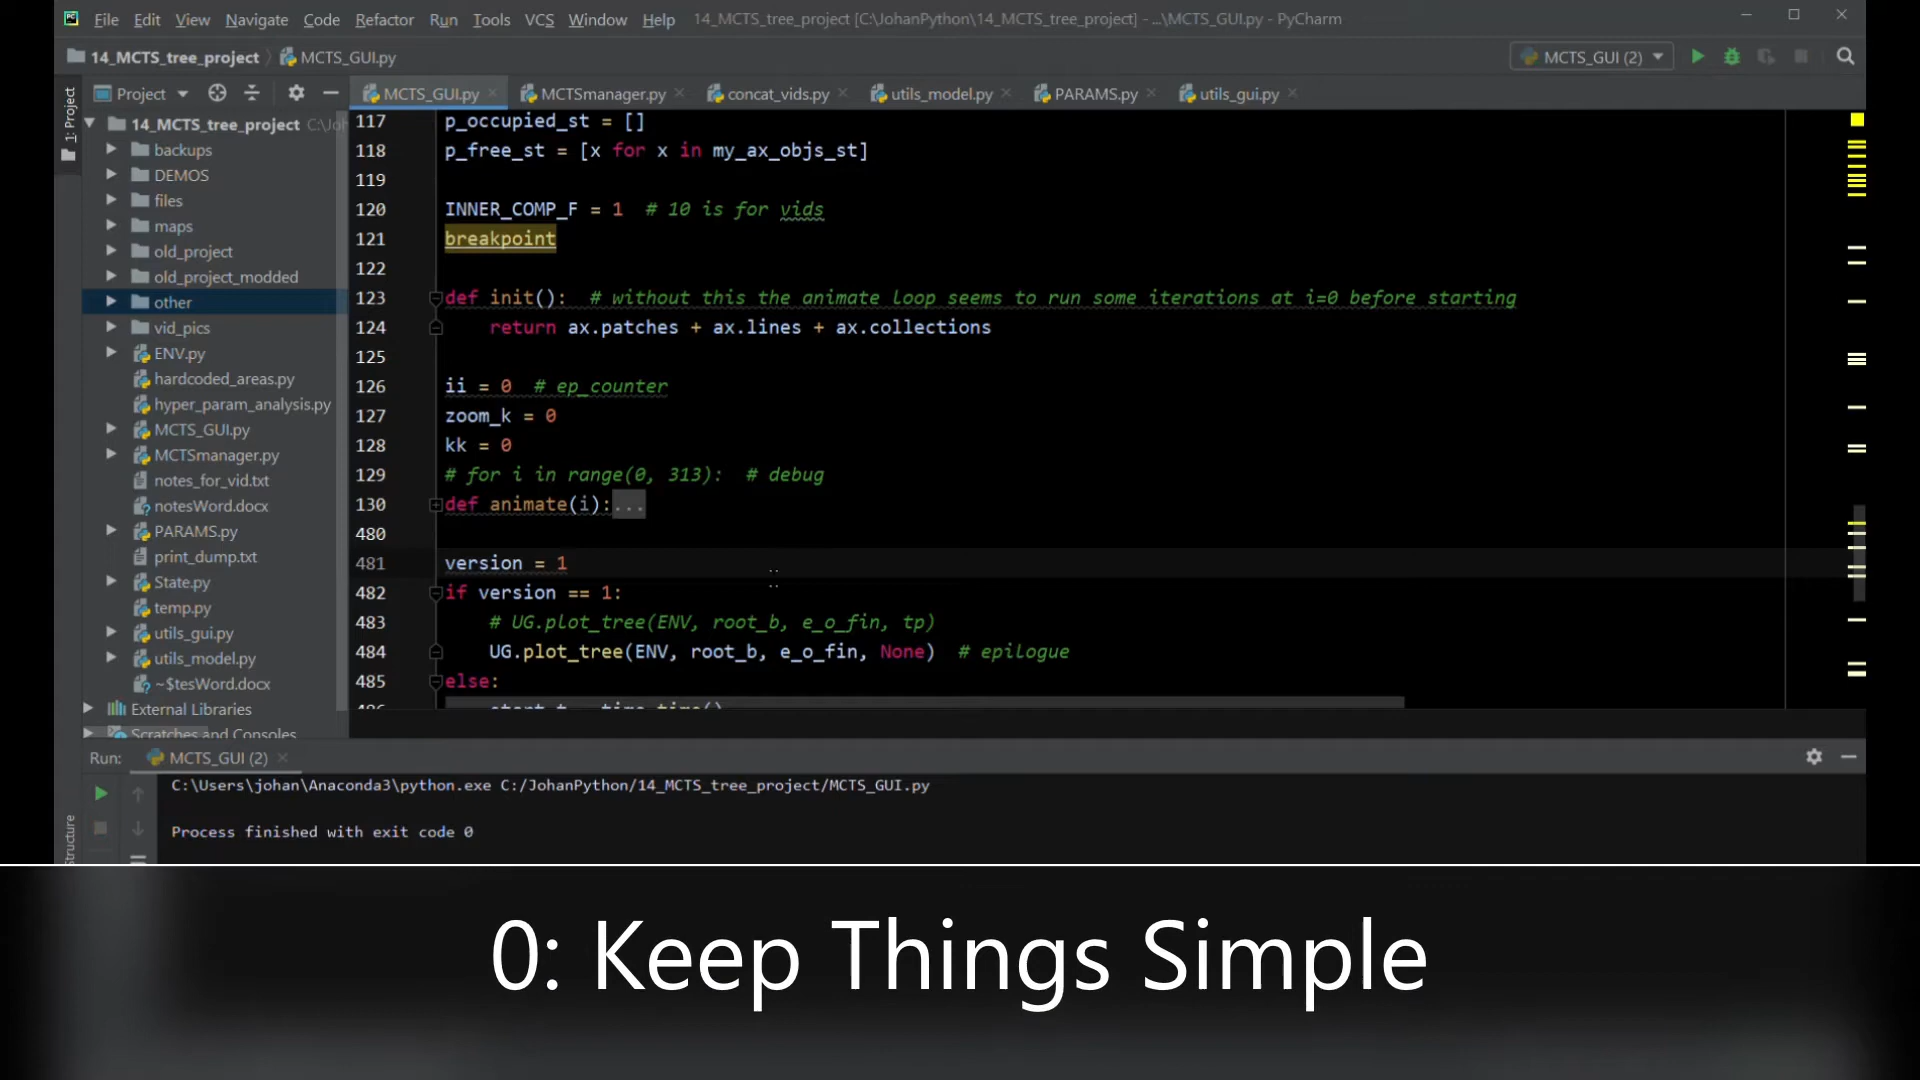 File Edit View Navigate Code Refactor Run Tools VCS Window Help 14_MCTS_tree_project [C:\JohanPython\14_MCTS_tree_project] - ...\MCTS_GUI.py - PyCharm
14_MCTS_tree_project MCTS_GUI.py MCTS_GUI (2)
1: Project
Project MCTS_GUI.py MCTSmanager.py concat_vids.py utils_model.py PARAMS.py utils_gui.py
14_MCTS_tree_project
backups
DEMOS
files
maps
old_project
old_project_modded
other
vid_pics
ENV.py
hardcoded_areas.py
hyper_param_analysis.py
MCTS_GUI.py
MCTSmanager.py
notes_for_vid.txt
notesWord.docx
PARAMS.py
print_dump.txt
State.py
temp.py
utils_gui.py
utils_model.py
~$tesWord.docx
External Libraries
Scratches and Consoles
117 p_occupied_st = []
118 p_free_st = [x for x in my_ax_objs_st]
119
120 INNER_COMP_F = 1 # 10 is for vids
121 breakpoint
122
123 def init(): # without this the animate loop seems to run some iterations at i=0 before starting
124 return ax.patches + ax.lines + ax.collections
125
126 ii = 0 # ep_counter
127 zoom_k = 0
128 kk = 0
129 # for i in range(0, 313): # debug
130 def animate(i):...
480
481 version = 1
482 if version == 1:
483 # UG.plot_tree(ENV, root_b, e_o_fin, tp)
484 UG.plot_tree(ENV, root_b, e_o_fin, None) # epilogue
485 else:
Run: MCTS_GUI (2)
C:\Users\johan\Anaconda3\python.exe C:/JohanPython/14_MCTS_tree_project/MCTS_GUI.py
Process finished with exit code 0
0: Keep Things Simple